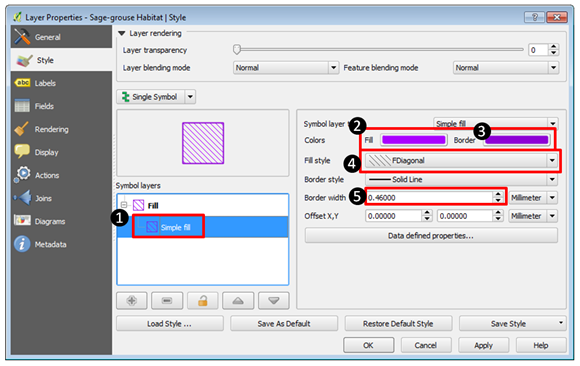 Layer Properties - Sage-grouse Habitat | Style
General
Style
Labels
Fields
Rendering
Display
Actions
Joins
Diagrams
Metadata
Layer rendering
Layer transparency
0
Layer blending mode
Normal
Feature blending mode
Normal
Single Symbol
Symbol layers
1
Fill
Simple fill
Symbol layer
Simple fill
2
3
Colors
Fill
Border
4
Fill style
FDiagonal
Border style
Solid Line
5
Border width
0.46000
Millimeter
Offset X,Y
0.00000
0.00000
Millimeter
Data defined properties...
Load Style ...
Save As Default
Restore Default Style
Save Style
OK
Cancel
Apply
Help
abc